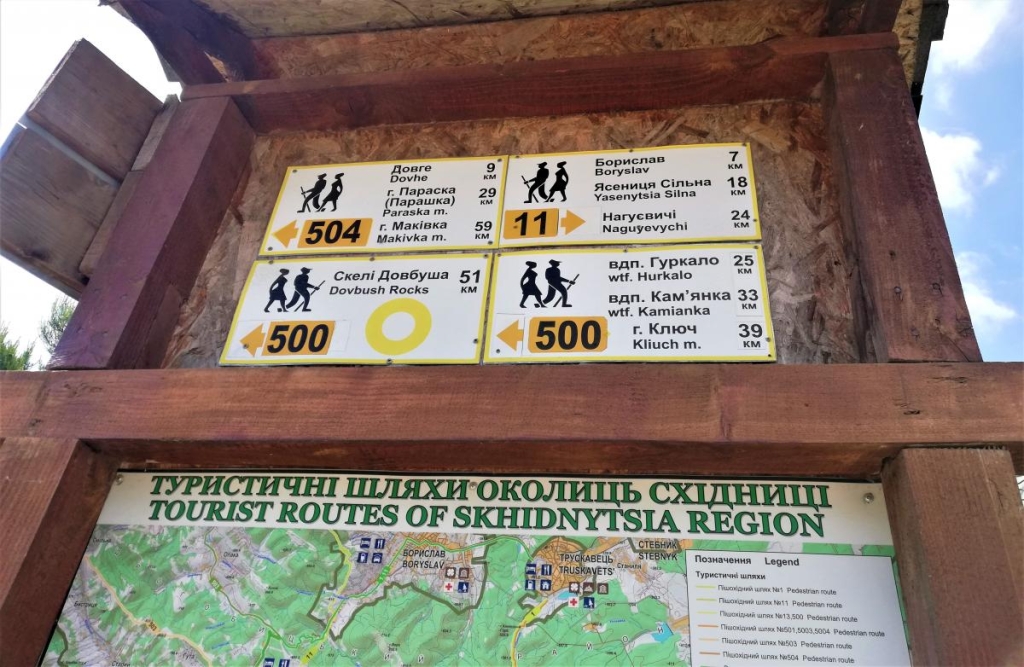 Довге 9
Dovhe км
г. Параска 29
(Парашка) км
Paraska m.
г. Маківка 59
Makivka m. км
504
Борислав 7
Boryslav км
Ясениця Сільна 18
Yasenytsia Silna км
Нагуєвичі 24
Naguyevychi км
11
Скелі Довбуша 51
Dovbush Rocks км
500
вдп. Гуркало 25
wtf. Hurkalo км
вдп. Кам'янка 33
wtf. Kamianka км
г. Ключ 39
Kliuch m. км
500
ТУРИСТИЧНІ ШЛЯХИ ОКОЛИЦЬ СХІДНИЦІ
TOURIST ROUTES OF SKHIDNYTSIA REGION
БОРИСЛАВ
BORYSLAV
ТРУСКАВЕЦЬ
TRUSKAVETS'
СТЕБНИК
STEBNYK
Позначення Legend
Туристичні шляхи
Пішохідний шлях №1 Pedestrian route
Пішохідний шлях №11 Pedestrian route
Пішохідний шлях №13,500 Pedestrian route
Пішохідний шлях №501,5003,5004 Pedestrian route
Пішохідний шлях №503 Pedestrian route
Пішохідний шлях №504 Pedestrian route